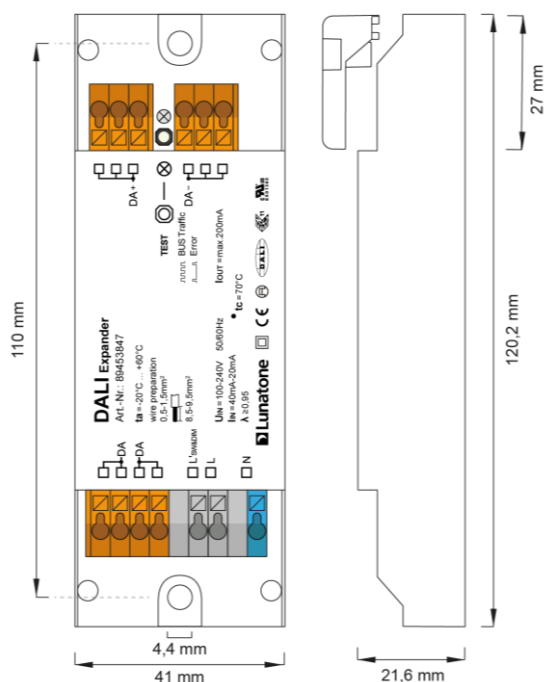 DA+
DA−
TEST
BUS Traffic
Error
DALI Expander
Art.-Nr.: 89453847
ta=-20°C ... +60°C
wire preparation
0.5-1.5mm²
8.5-9.5mm²
UIN=100-240V 50/60Hz
IOUT=max.200mA
IIN=40mA-20mA
λ≥0.95
tc=70°C
Lunatone
CE
DALI
DA
DA
L'SWADIM
L
N
110 mm
27 mm
120,2 mm
4,4 mm
41 mm
21,6 mm